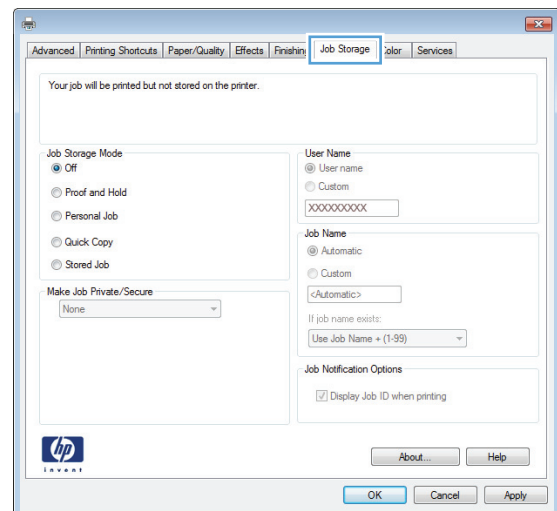 Advanced Printing Shortcuts Paper/Quality Effects Finishing Job Storage Color Services
Your job will be printed but not stored on the printer.
Job Storage Mode
Off
Proof and Hold
Personal Job
Quick Copy
Stored Job
Make Job Private/Secure
None
User Name
User name
Custom
XXXXXXXXX
Job Name
Automatic
Custom
<Automatic>
If job name exists:
Use Job Name + (1-99)
Job Notification Options
Display Job ID when printing
hp
invent
About... Help
OK Cancel Apply